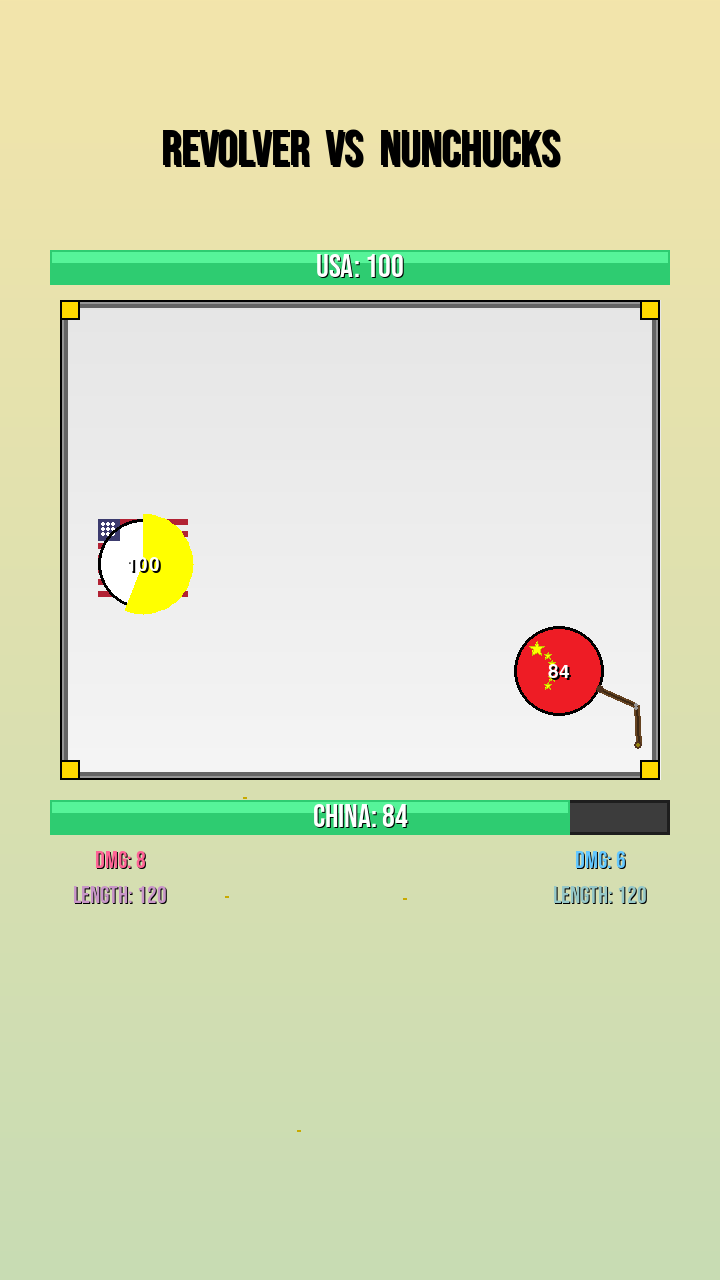 REVOLVER VS NUNCHUCKS
USA: 100
100
84
CHINA: 84
DMG: 8
DMG: 6
LENGTH: 120
LENGTH: 120